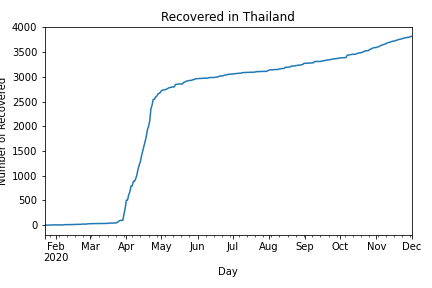 Recovered in Thailand
Number of Recovered
4000
3500
3000
2500
2000
1500
1000
500
0
Feb Mar Apr May Jun Jul Aug Sep Oct Nov Dec
2020
Day